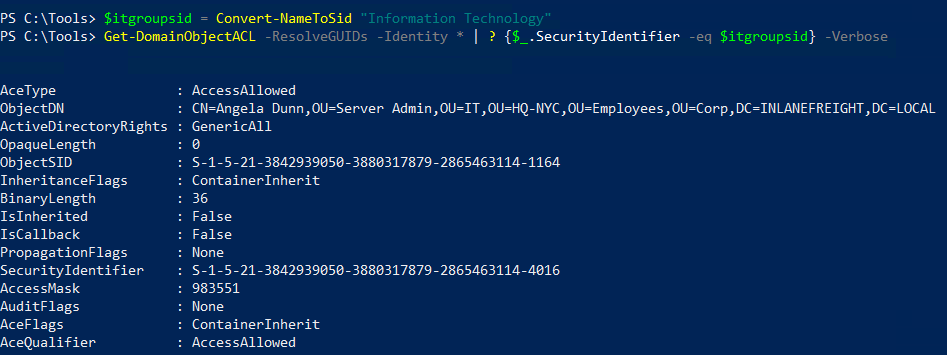 PS C:\Tools> $itgroupsid = Convert-NameToSid "Information Technology"
PS C:\Tools> Get-DomainObjectACL -ResolveGUIDs -Identity * | ? {$_.SecurityIdentifier -eq $itgroupsid} -Verbose
AceType : AccessAllowed
ObjectDN : CN=Angela Dunn,OU=Server Admin,OU=IT,OU=HQ-NYC,OU=Employees,OU=Corp,DC=INLANEFREIGHT,DC=LOCAL
ActiveDirectoryRights : GenericAll
OpaqueLength : 0
ObjectSID : S-1-5-21-3842939050-3880317879-2865463114-1164
InheritanceFlags : ContainerInherit
BinaryLength : 36
IsInherited : False
IsCallback : False
PropagationFlags : None
SecurityIdentifier : S-1-5-21-3842939050-3880317879-2865463114-4016
AccessMask : 983551
AuditFlags : None
AceFlags : ContainerInherit
AceQualifier : AccessAllowed